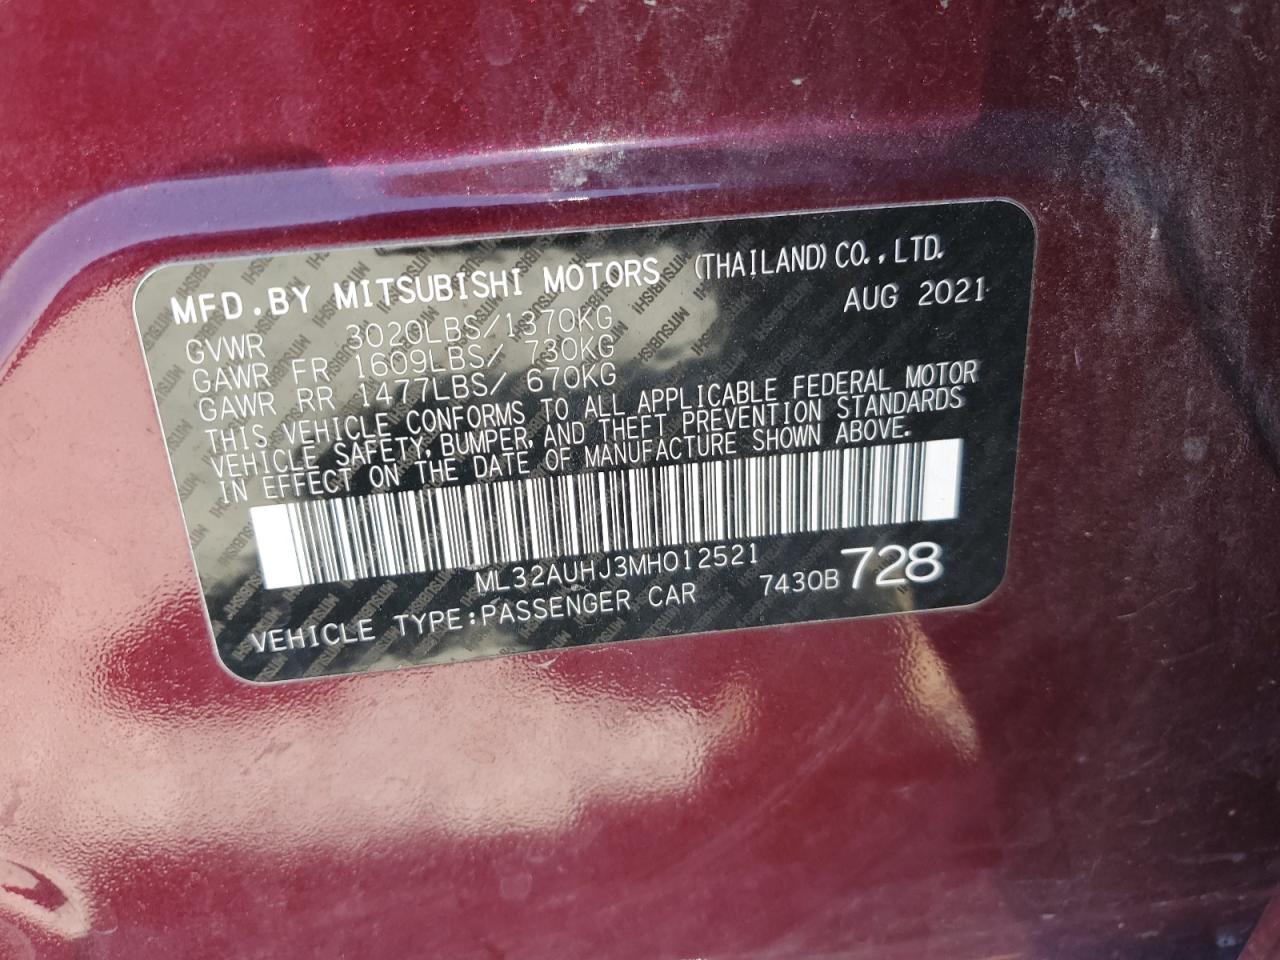 MFD.BY MITSUBISHI MOTORS (THAILAND) CO.,LTD.
AUG 2021
GVWR 3020LBS/1370KG
GAWR FR 1609LBS/ 730KG
GAWR RR 1477LBS/ 670KG
THIS VEHICLE CONFORMS TO ALL APPLICABLE FEDERAL MOTOR
VEHICLE SAFETY, BUMPER, AND THEFT PREVENTION STANDARDS
IN EFFECT ON THE DATE OF MANUFACTURE SHOWN ABOVE.
ML32AUHJ3MH012521
VEHICLE TYPE:PASSENGER CAR 7430B 728